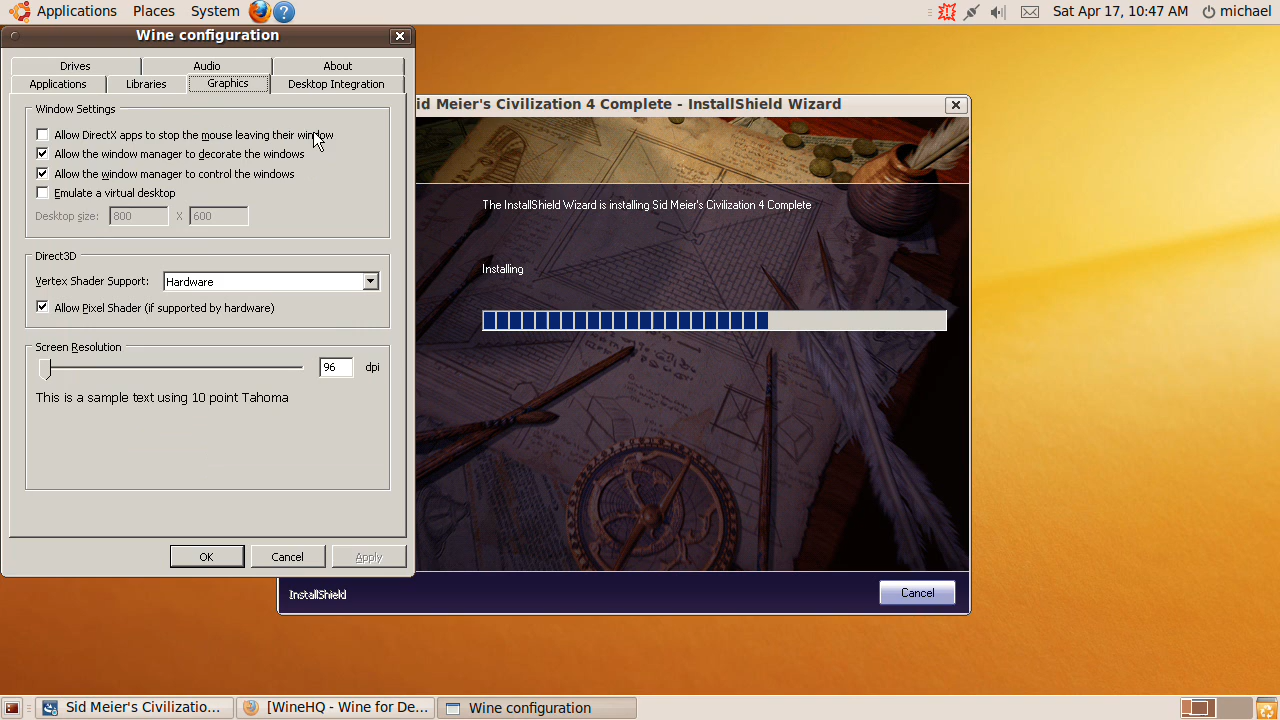 Applications Places System
Sat Apr 17, 10:47 AM michael
Wine configuration
Drives Audio About
Applications Libraries Graphics Desktop Integration
Window Settings
Allow DirectX apps to stop the mouse leaving their window
Allow the window manager to decorate the windows
Allow the window manager to control the windows
Emulate a virtual desktop
Desktop size: 800 X 600
Direct3D
Vertex Shader Support: Hardware
Allow Pixel Shader (if supported by hardware)
Screen Resolution
96 dpi
This is a sample text using 10 point Tahoma
OK Cancel Apply
id Meier's Civilization 4 Complete - InstallShield Wizard
The InstallShield Wizard is installing Sid Meier's Civilization 4 Complete
Installing
InstallShield
Cancel
Sid Meier's Civilizatio... [WineHQ - Wine for De... Wine configuration